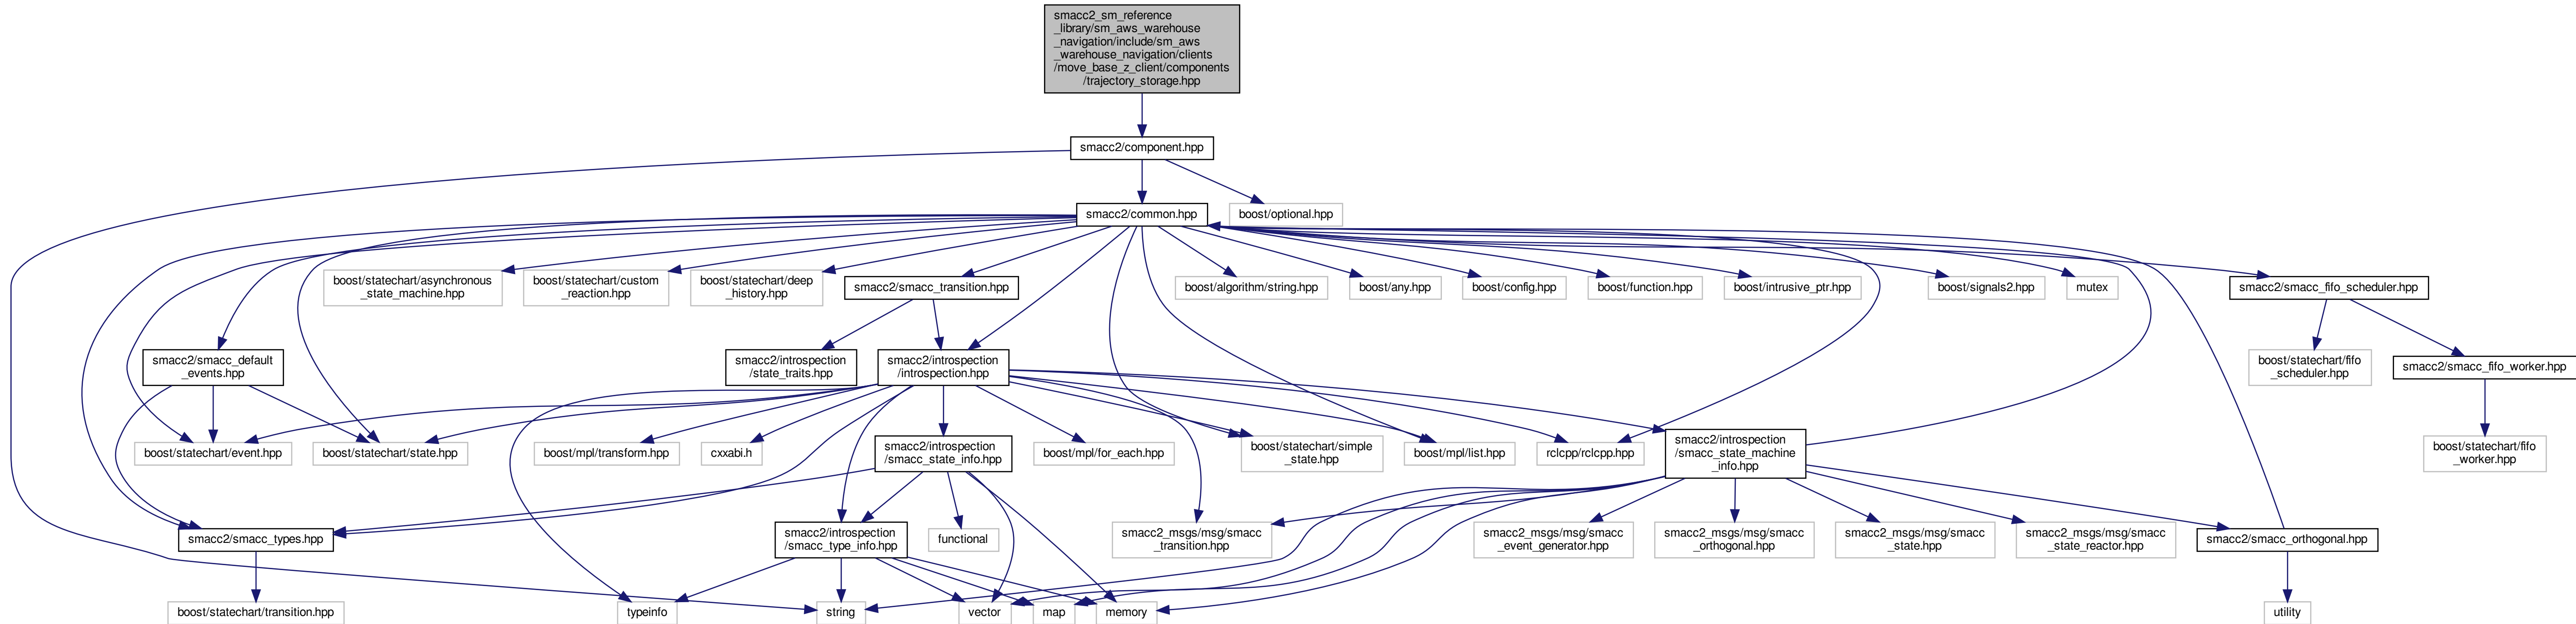 smacc2_sm_reference
_library/sm_aws_warehouse
_navigation/include/sm_aws
_warehouse_navigation/clients
/move_base_z_client/components
/trajectory_storage.hpp
smacc2/component.hpp
smacc2/common.hpp
boost/optional.hpp
boost/statechart/asynchronous
_state_machine.hpp
boost/statechart/custom
_reaction.hpp
boost/statechart/deep
_history.hpp
smacc2/smacc_transition.hpp
boost/algorithm/string.hpp
boost/any.hpp
boost/config.hpp
boost/function.hpp
boost/intrusive_ptr.hpp
boost/signals2.hpp
mutex
smacc2/smacc_fifo_scheduler.hpp
smacc2/smacc_default
_events.hpp
smacc2/introspection
/state_traits.hpp
smacc2/introspection
/introspection.hpp
boost/statechart/fifo
_scheduler.hpp
smacc2/smacc_fifo_worker.hpp
boost/statechart/event.hpp
boost/statechart/state.hpp
boost/mpl/transform.hpp
cxxabi.h
smacc2/introspection
/smacc_state_info.hpp
boost/mpl/for_each.hpp
boost/statechart/simple
_state.hpp
boost/mpl/list.hpp
rclcpp/rclcpp.hpp
smacc2/introspection
/smacc_state_machine
_info.hpp
boost/statechart/fifo
_worker.hpp
smacc2/smacc_types.hpp
smacc2/introspection
/smacc_type_info.hpp
functional
smacc2_msgs/msg/smacc
_transition.hpp
smacc2_msgs/msg/smacc
_event_generator.hpp
smacc2_msgs/msg/smacc
_orthogonal.hpp
smacc2_msgs/msg/smacc
_state.hpp
smacc2_msgs/msg/smacc
_state_reactor.hpp
smacc2/smacc_orthogonal.hpp
boost/statechart/transition.hpp
typeinfo
string
vector
map
memory
utility